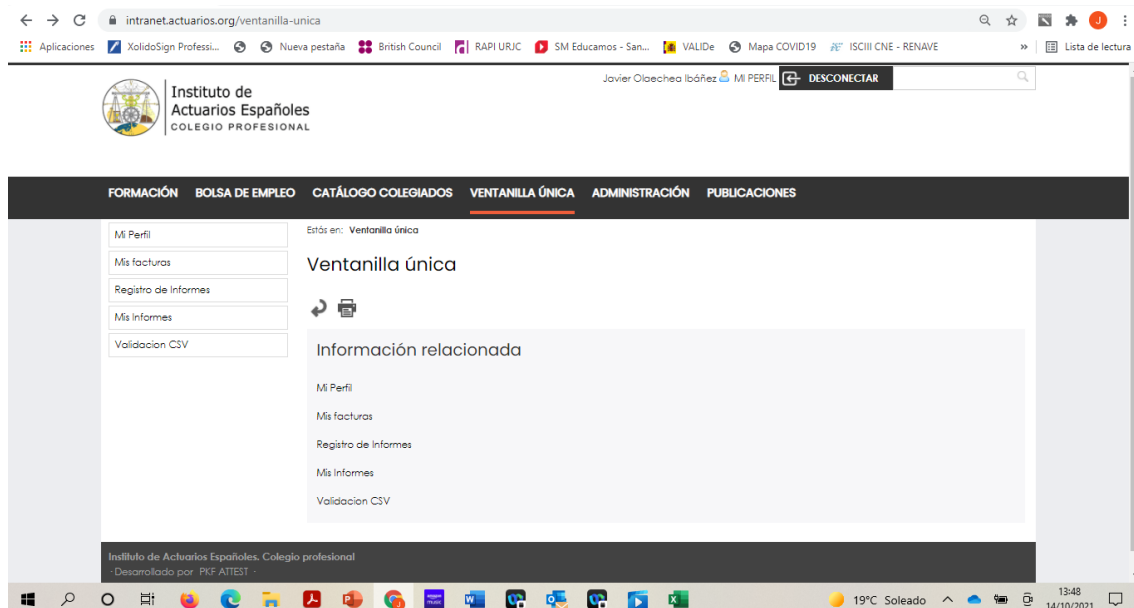 intranet.actuarios.org/ventanilla-unica
Aplicaciones XolidoSign Professi... Nueva pestaña British Council RAPI URJC SM Educamos - San... VALIDe Mapa COVID19 ISCIII CNE - RENAVE » Lista de lectura
Javier Olaechea Ibáñez MI PERFIL DESCONECTAR
Instituto de
Actuarios Españoles
COLEGIO PROFESIONAL
FORMACIÓN BOLSA DE EMPLEO CATÁLOGO COLEGIADOS VENTANILLA ÚNICA ADMINISTRACIÓN PUBLICACIONES
Mi Perfil
Mis facturas
Registro de Informes
Mis Informes
Validacion CSV
Estás en: Ventanilla única
Ventanilla única
Información relacionada
Mi Perfil
Mis facturas
Registro de Informes
Mis Informes
Validacion CSV
Instituto de Actuarios Españoles. Colegio profesional
- Desarrollado por PKF ATTEST -
19°C Soleado
13:48
14/10/2021